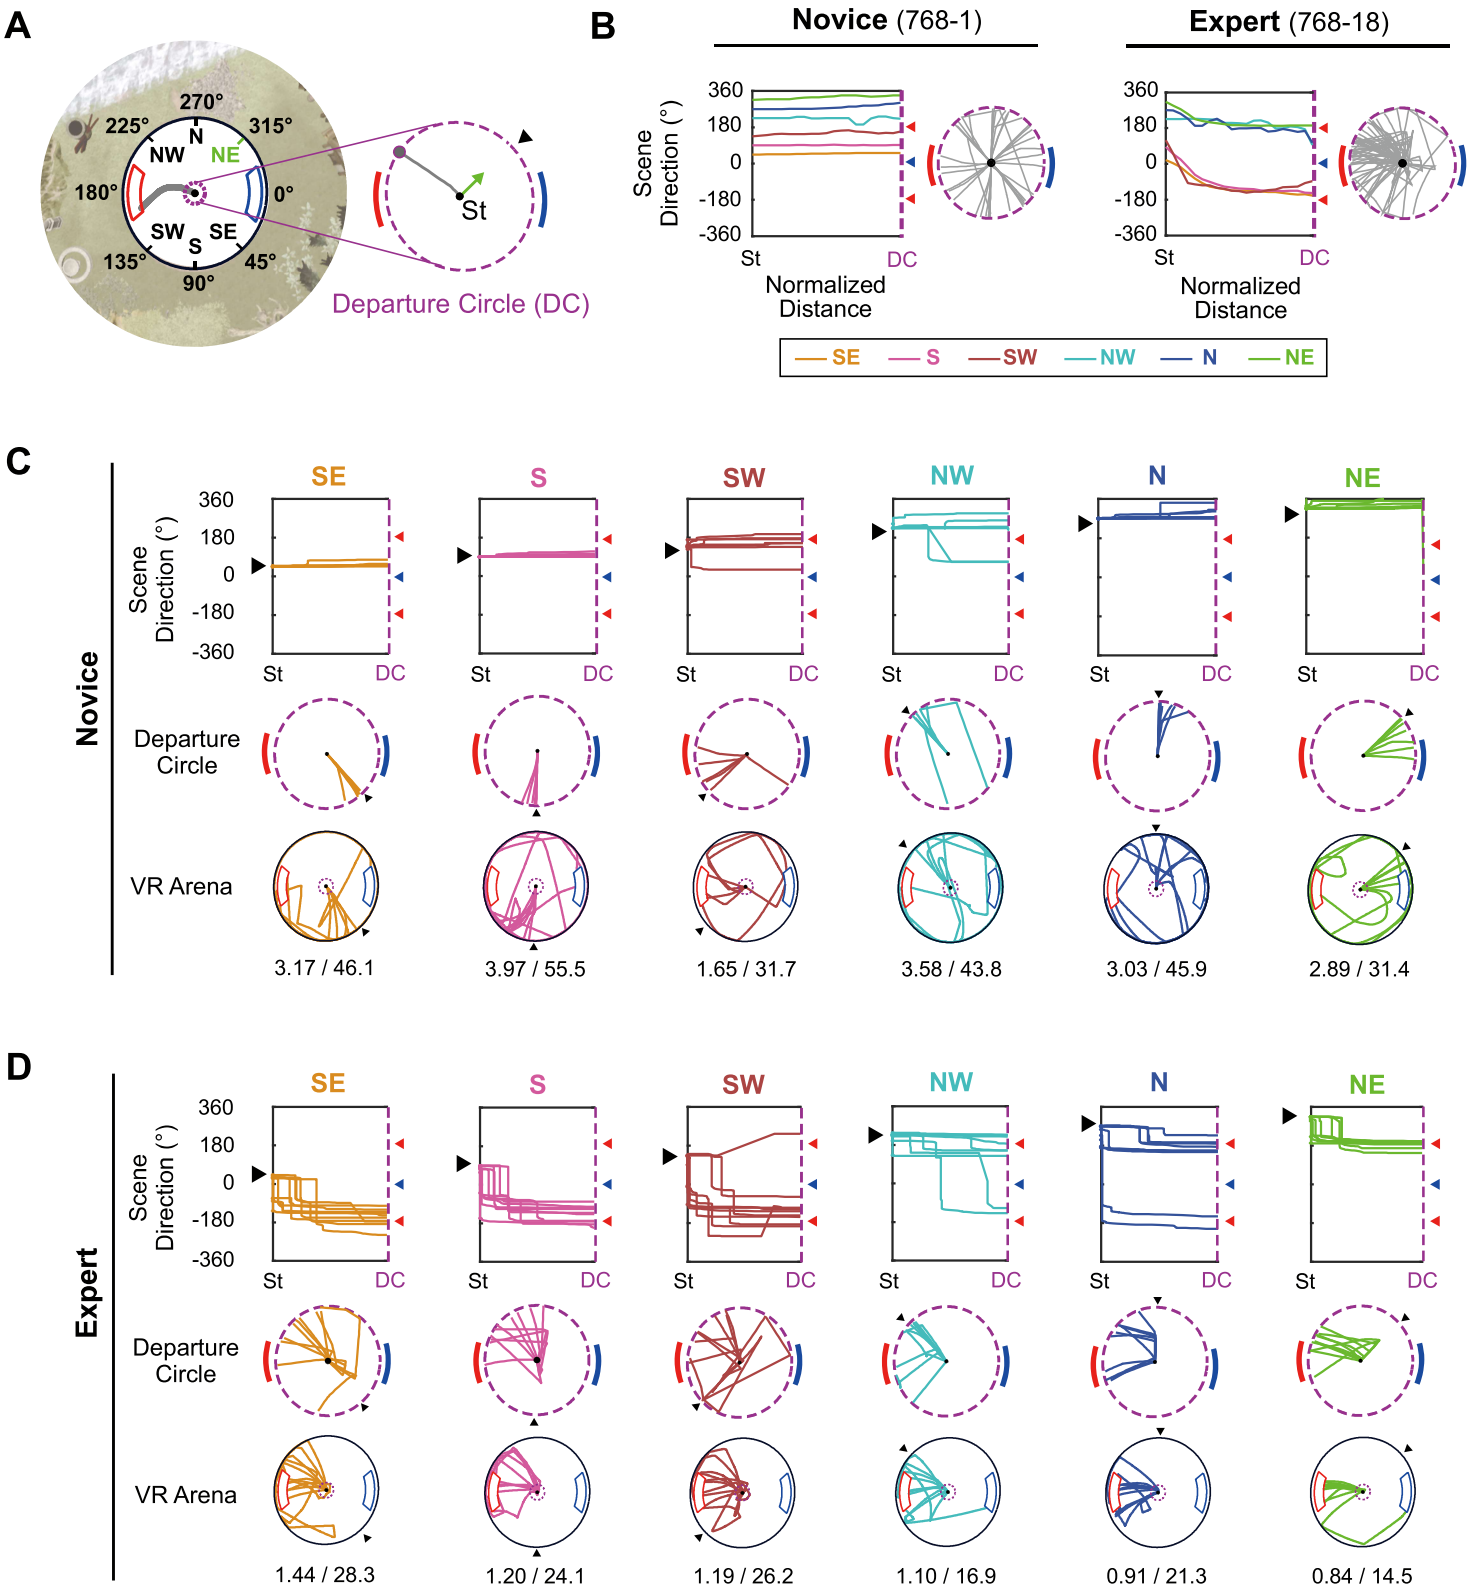 A
270°
225°
N
315°
NW
NE
180°
0°
SW
S
SE
135°
45°
90°
St
Departure Circle (DC)
B
Novice (768-1)
Expert (768-18)
Scene
Direction (°)
360
180
0
-180
-360
St
DC
Normalized
Distance
360
180
0
-180
-360
St
DC
Normalized
Distance
SE
S
SW
NW
N
NE
C
Novice
SE
S
SW
NW
N
NE
Scene
Direction (°)
360
180
0
-180
-360
St
DC
St
DC
St
DC
St
DC
St
DC
St
DC
Departure
Circle
VR Arena
3.17 / 46.1
3.97 / 55.5
1.65 / 31.7
3.58 / 43.8
3.03 / 45.9
2.89 / 31.4
D
Expert
SE
S
SW
NW
N
NE
Scene
Direction (°)
360
180
0
-180
-360
St
DC
St
DC
St
DC
St
DC
St
DC
St
DC
Departure
Circle
VR Arena
1.44 / 28.3
1.20 / 24.1
1.19 / 26.2
1.10 / 16.9
0.91 / 21.3
0.84 / 14.5